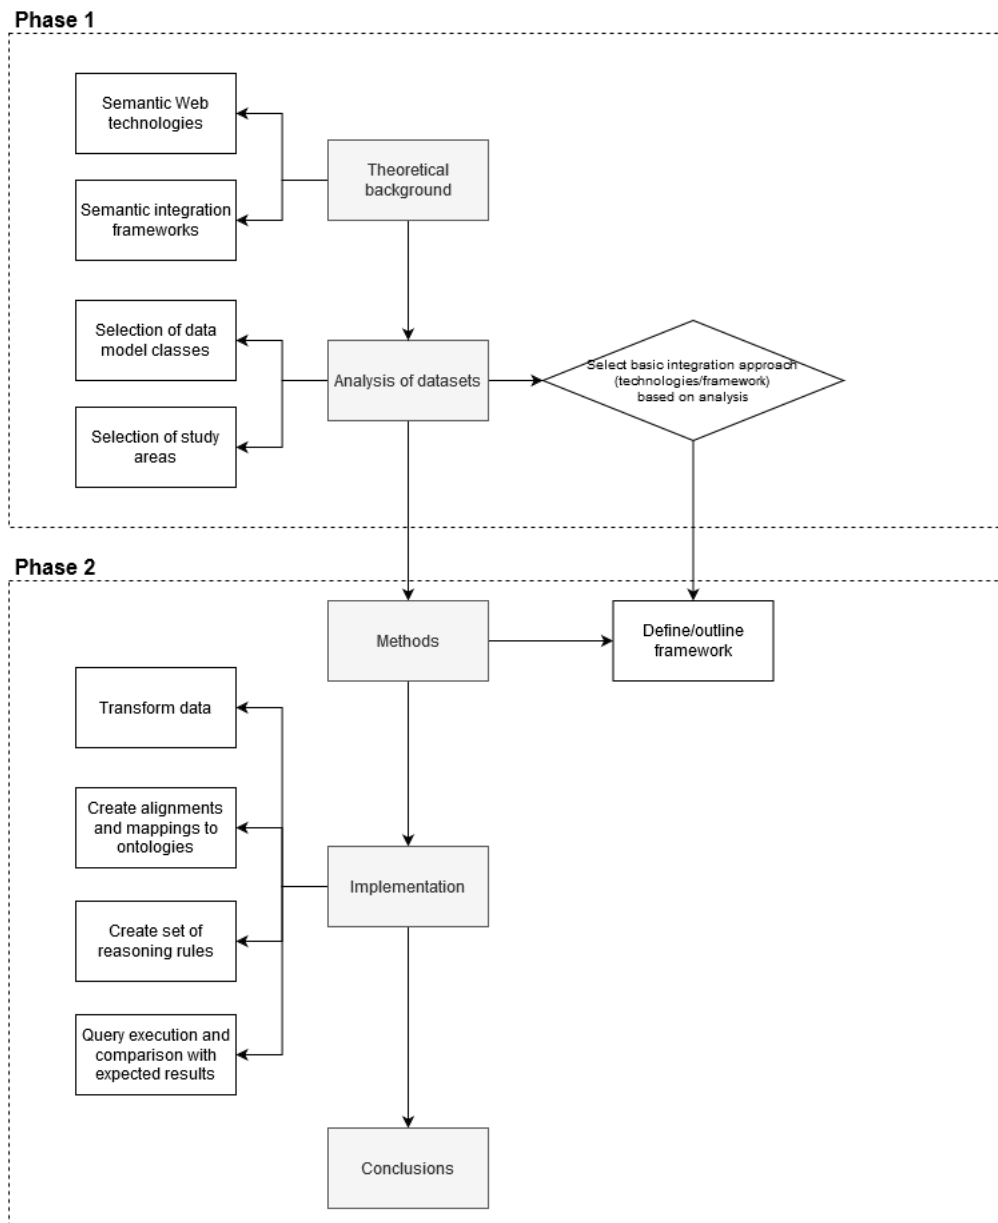 Phase 1
Semantic Web
technologies
Theoretical
background
Semantic integration
frameworks
Selection of data
model classes
Analysis of datasets
Select basic integration approach
(technologies/framework)
based on analysis
Selection of study
areas
Phase 2
Methods
Define/outline
framework
Transform data
Create alignments
and mappings to
ontologies
Implementation
Create set of
reasoning rules
Query execution and
comparison with
expected results
Conclusions